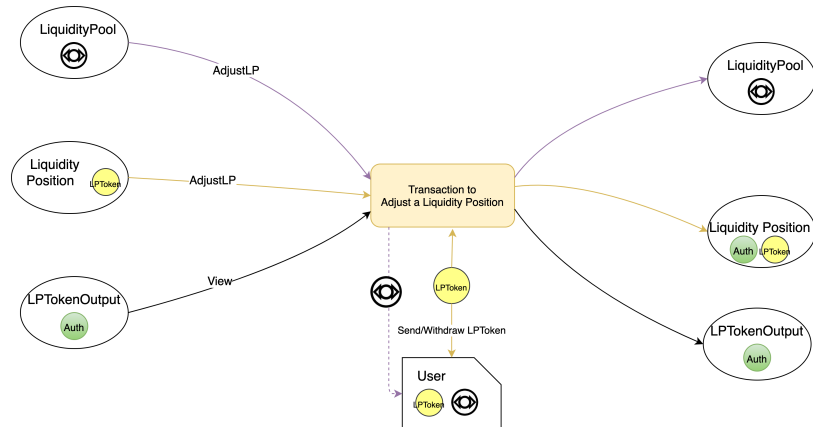 LiquidityPool
AdjustLP
Liquidity
Position
LPToken
AdjustLP
LPTokenOutput
Auth
View
Transaction to
Adjust a Liquidity Position
LPToken
Send/Withdraw LPToken
User
LPToken
LiquidityPool
Liquidity Position
Auth
LPToken
LPTokenOutput
Auth